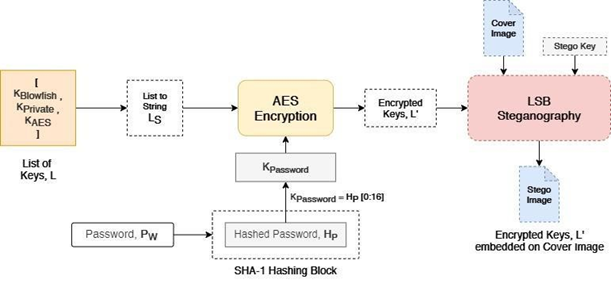 [
KBlowfish ,
KPrivate ,
KAES
]
List of
Keys, L
List to
String
LS
AES
Encryption
Encrypted
Keys, L'
Cover
Image
Stego Key
LSB
Steganography
KPassword
KPassword = HP [0:16]
Password, PW
Hashed Password, HP
SHA-1 Hashing Block
Stego
Image
Encrypted Keys, L'
embedded on Cover Image